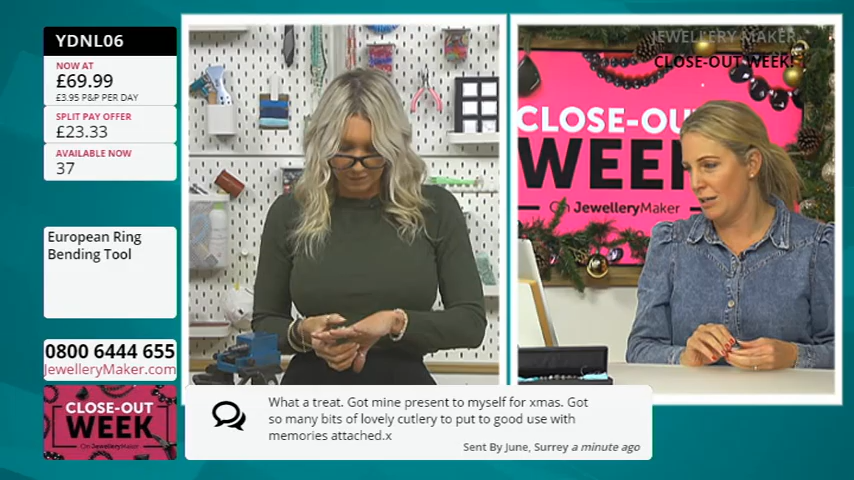 YDNL06
NOW AT
£69.99
£3.95 P&P PER DAY
SPLIT PAY OFFER
£23.33
AVAILABLE NOW
37
European Ring
Bending Tool
0800 6444 655
JewelleryMaker.com
CLOSE-OUT
WEEK
On JewelleryMaker
JEWELLERY MAKER
CLOSE-OUT WEEK!
CLOSE-OU
WEE
On JewelleryMaker
What a treat. Got mine present to myself for xmas. Got
so many bits of lovely cutlery to put to good use with
memories attached.x
Sent By June, Surrey a minute ago